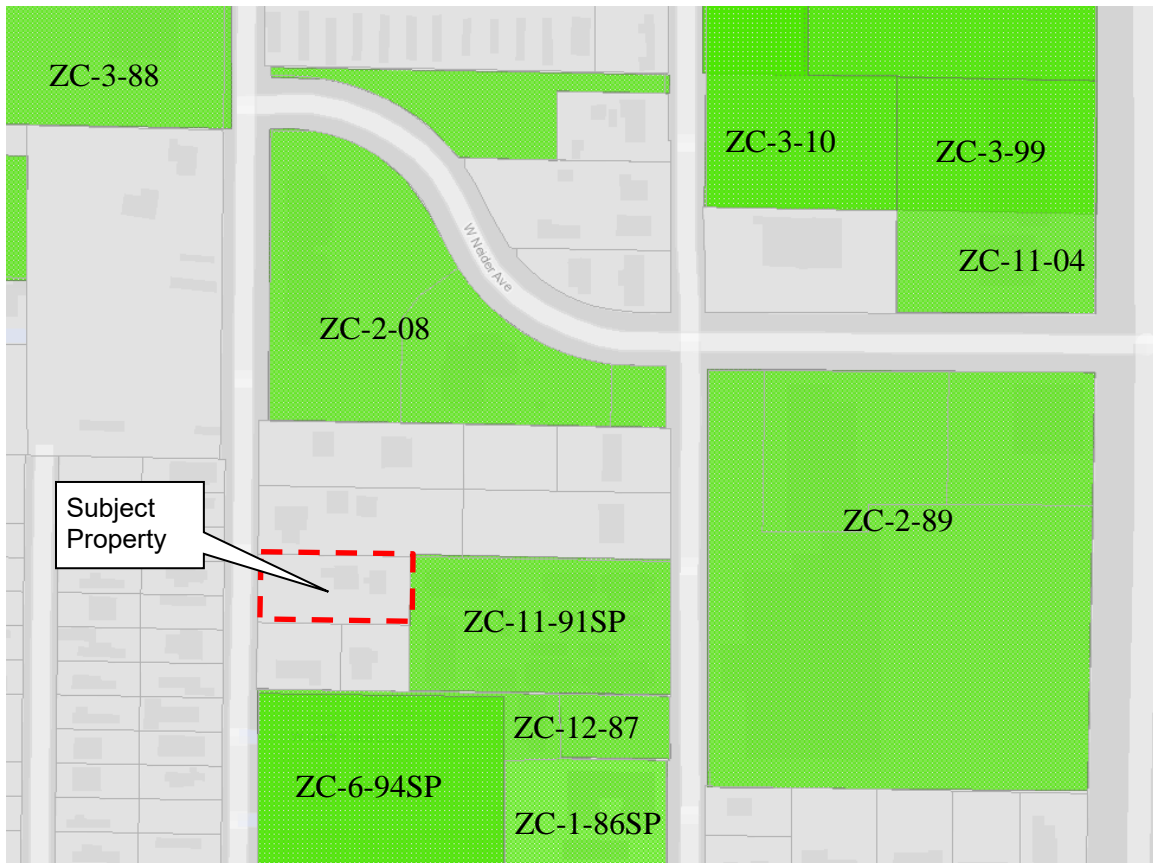 ZC-3-88
ZC-3-10
ZC-3-99
W Neider Ave
ZC-11-04
ZC-2-08
Subject
Property
ZC-2-89
ZC-11-91SP
ZC-12-87
ZC-6-94SP
ZC-1-86SP